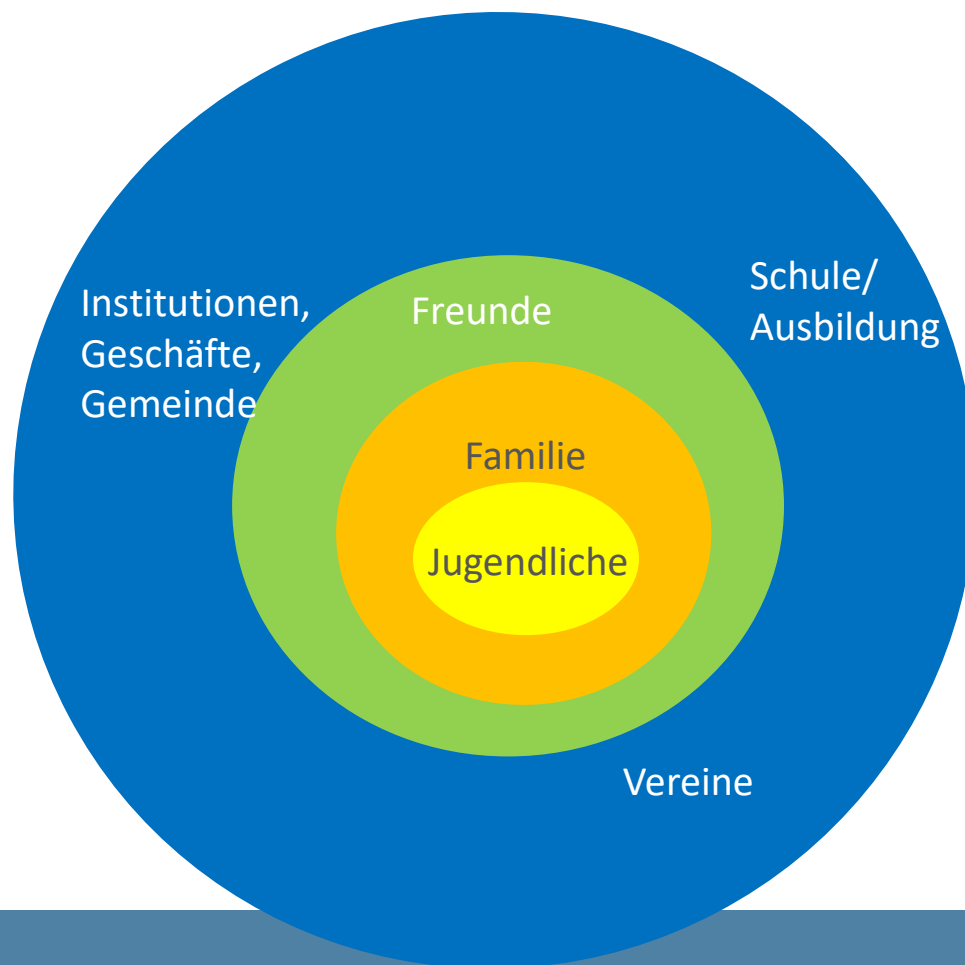 Institutionen,
Geschäfte,
Gemeinde
Freunde
Schule/
Ausbildung
Familie
Jugendliche
Vereine